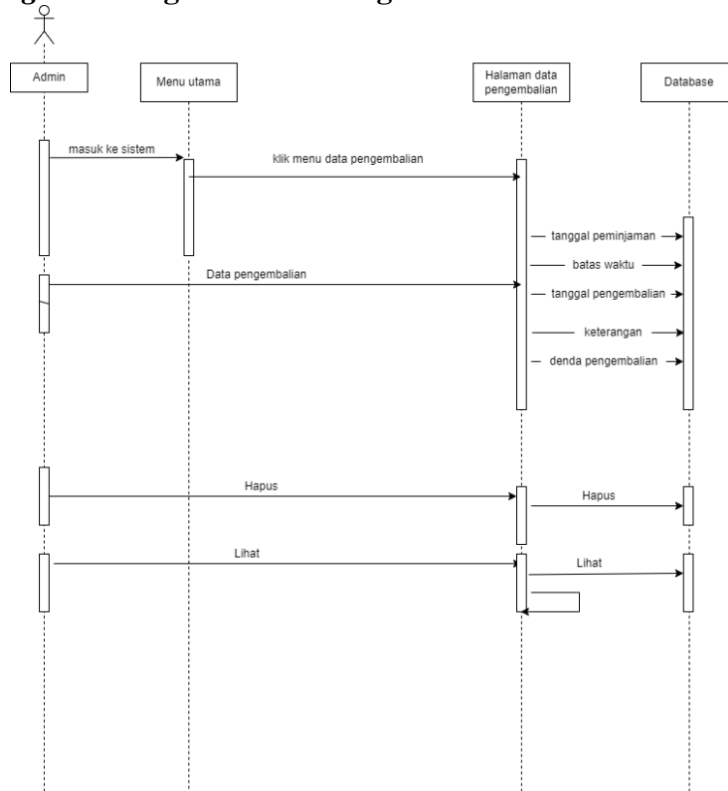 Admin
Menu utama
Halaman data
pengembalian
Database
masuk ke sistem
klik menu data pengembalian
tanggal peminjaman
batas waktu
Data pengembalian
tanggal pengembalian
keterangan
denda pengembalian
Hapus
Hapus
Lihat
Lihat